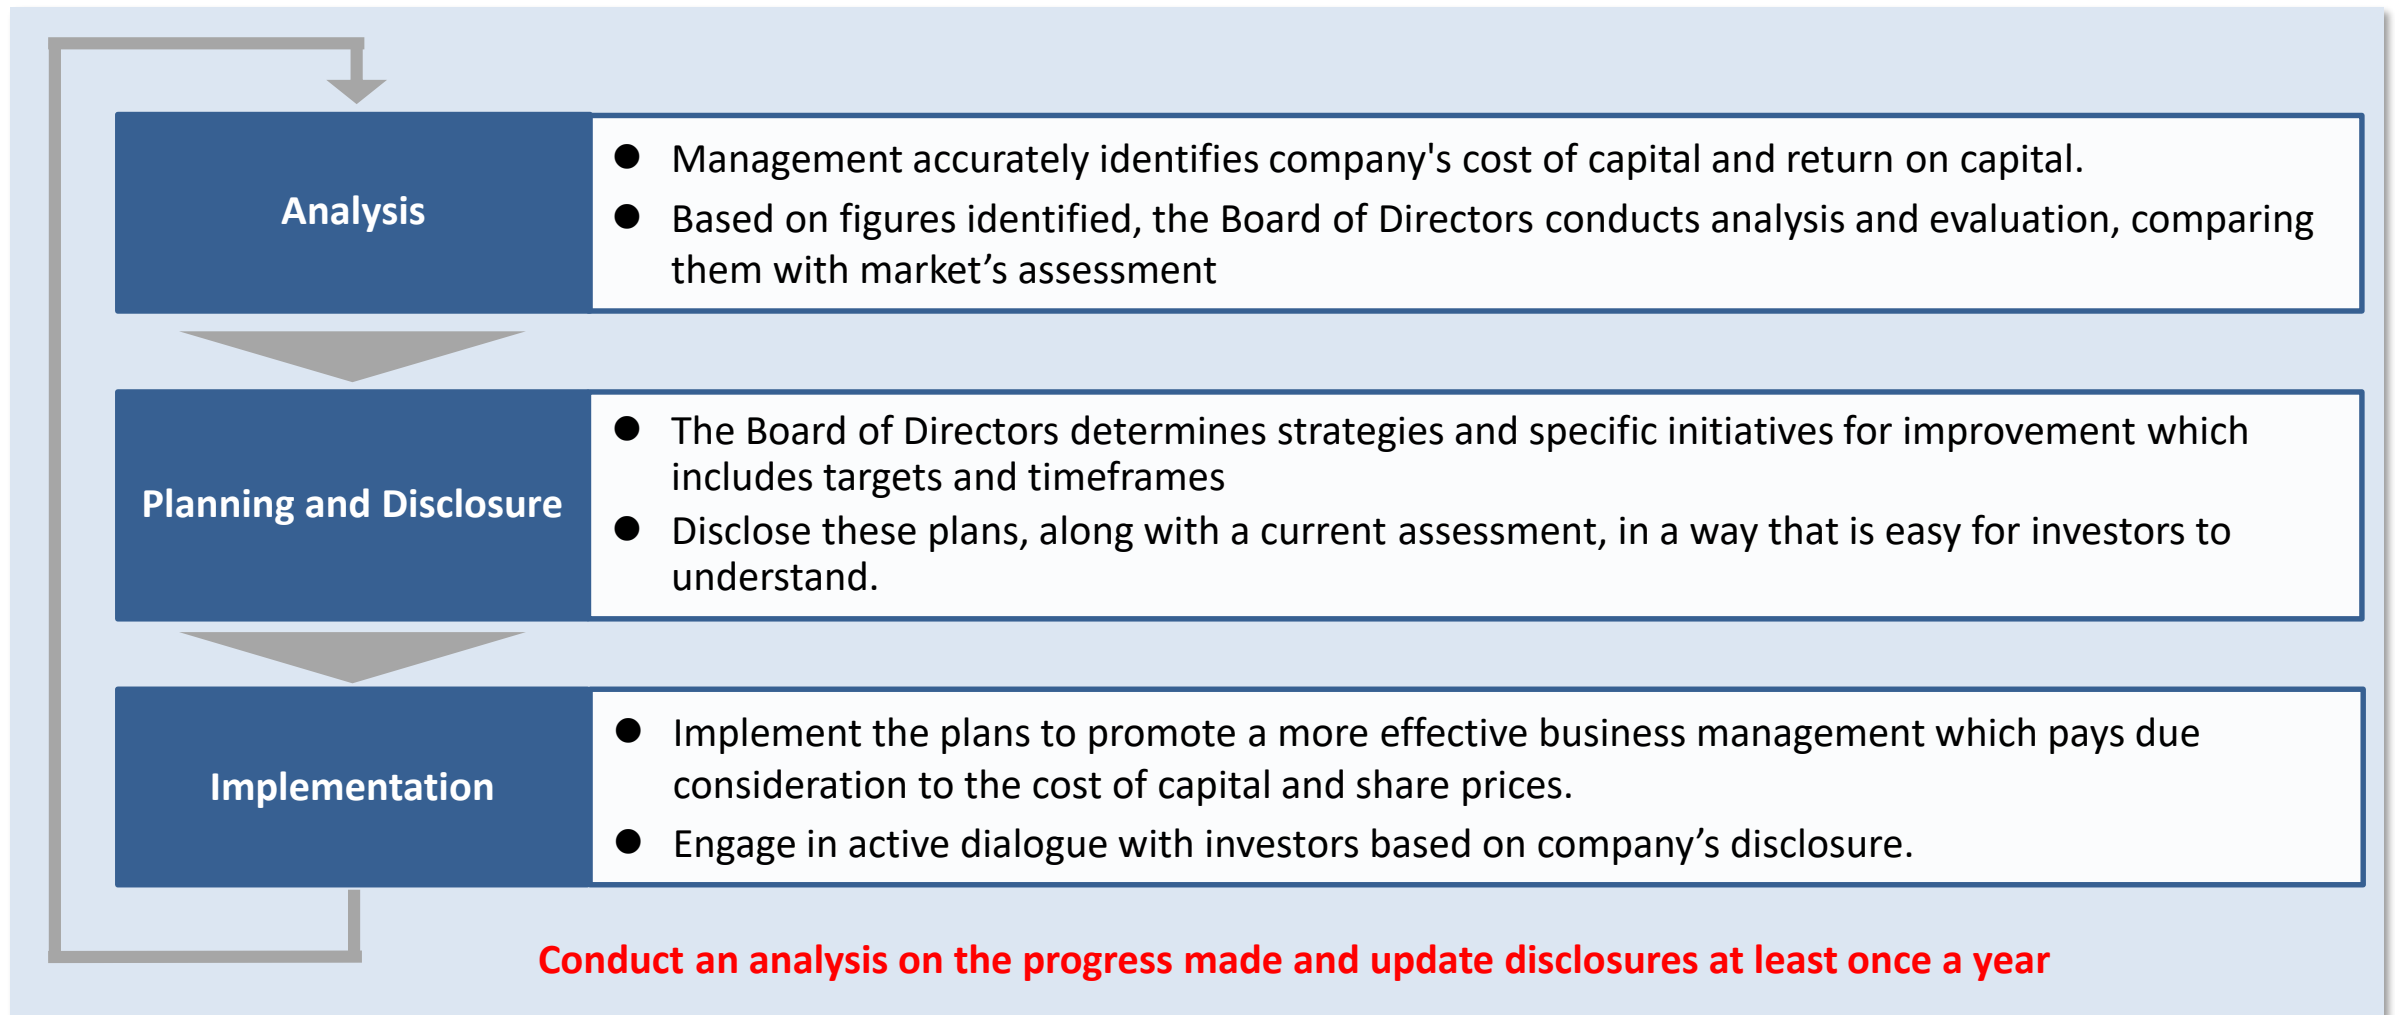 Analysis
● Management accurately identifies company's cost of capital and return on capital.
● Based on figures identified, the Board of Directors conducts analysis and evaluation, comparing
them with market’s assessment
Planning and Disclosure
● The Board of Directors determines strategies and specific initiatives for improvement which
includes targets and timeframes
● Disclose these plans, along with a current assessment, in a way that is easy for investors to
understand.
Implementation
● Implement the plans to promote a more effective business management which pays due
consideration to the cost of capital and share prices.
● Engage in active dialogue with investors based on company’s disclosure.
Conduct an analysis on the progress made and update disclosures at least once a year